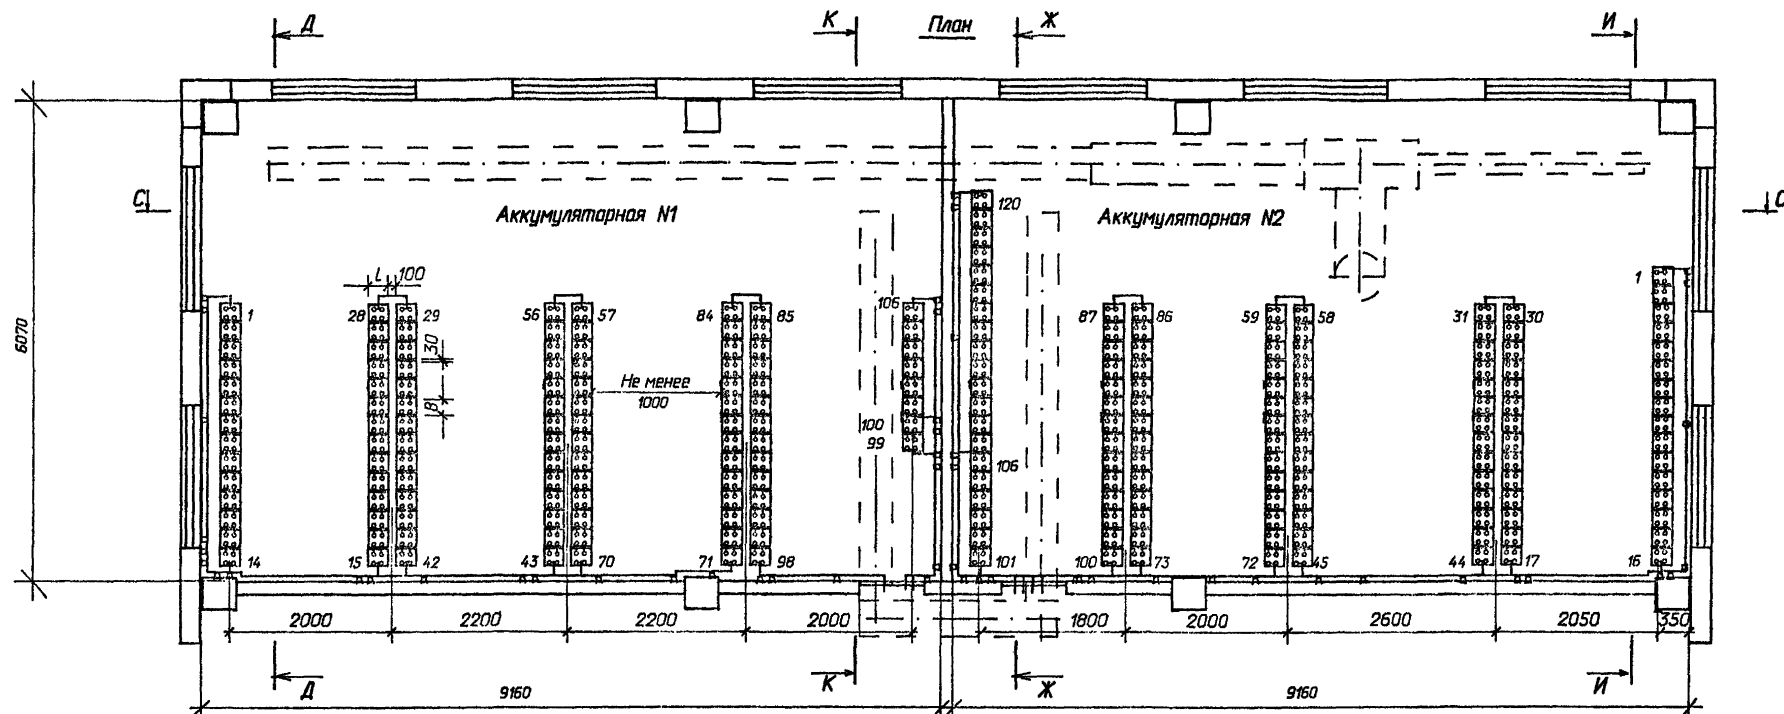 Д К План Ж И
С С
Аккумуляторная N1 Аккумуляторная N2
120
6070
L 100
1 28 29 56 57 84 85 106 87 86 59 58 31 30 1
30
B
Не менее
1000
100
99
106
14 15 42 43 70 71 98 101 100 73 72 45 44 17 16
2000 2200 2200 2000 1800 2000 2600 2050 350
Д К Ж И
9160 9160